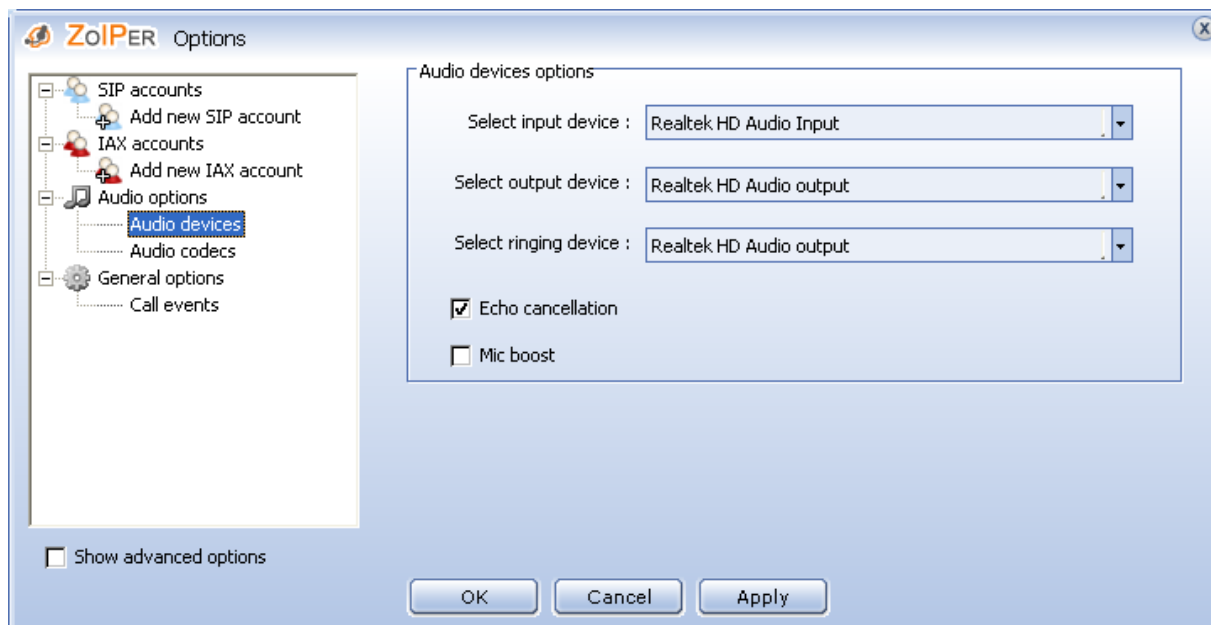 ZOIPER Options
SIP accounts
Add new SIP account
IAX accounts
Add new IAX account
Audio options
Audio devices
Audio codecs
General options
Call events
Show advanced options
Audio devices options
Select input device : Realtek HD Audio Input
Select output device : Realtek HD Audio output
Select ringing device : Realtek HD Audio output
Echo cancellation
Mic boost
OK Cancel Apply